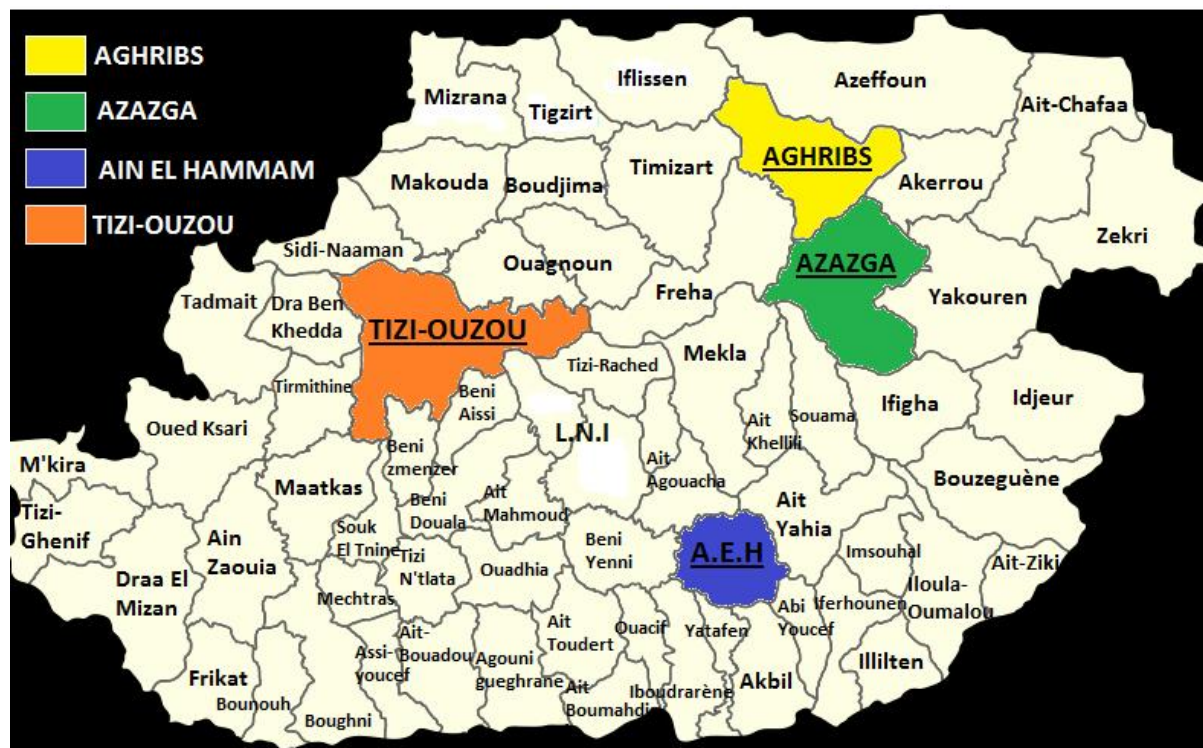 AGHRIBS
AZAZGA
AIN EL HAMMAM
TIZI-OUZOU
Mizrana
Tigzirt
Iflissen
Azeffoun
Ait-Chafaa
Makouda
Boudjima
Timizart
AGHRIBS
Akerrou
Zekri
Sidi-Naaman
Ouagnoun
Freha
AZAZGA
Yakouren
Tadmait
Dra Ben
Khedda
TIZI-OUZOU
Tizi-Rached
Mekla
Tirmithine
Beni
Aissi
Ifigha
Idjeur
Oued Ksari
Beni
zmenzer
L.N.I
Ait
Agouacha
Ait
Khellili
Souama
M'kira
Maatkas
Bouzeguène
Tizi-
Ghenif
Ain
Zaouia
Souk
El Tnine
Beni
Douala
Ait
Mahmoud
Ait
Yahia
Draa El
Mizan
Mechtras
Tizi
N'tlata
Ouadhia
Beni
Yenni
A.E.H
Imsouhal
Iloula-
Oumalou
Ait-Ziki
Frikat
Bounouh
Boughni
Assi-
youcef
Ait-
Bouadou
Agouni
gueghrane
Ait
Toudert
Ait
Boumahdi
Ouacif
Iboudrarène
Yatafen
Akbil
Abi
Youcef
Iferhounen
Illilten